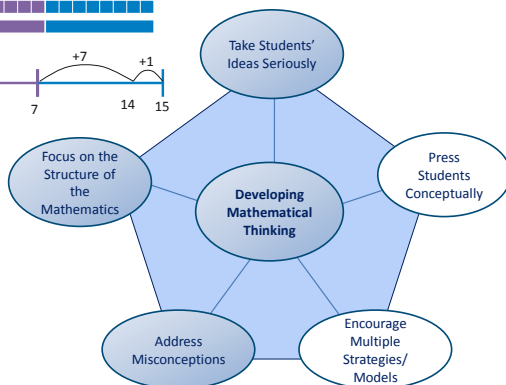 +7
+1
7
14
15
Take Students'
Ideas Seriously
Focus on the
Structure of
the
Mathematics
Press
Students
Conceptually
Developing
Mathematical
Thinking
Address
Misconceptions
Encourage
Multiple
Strategies/
Models